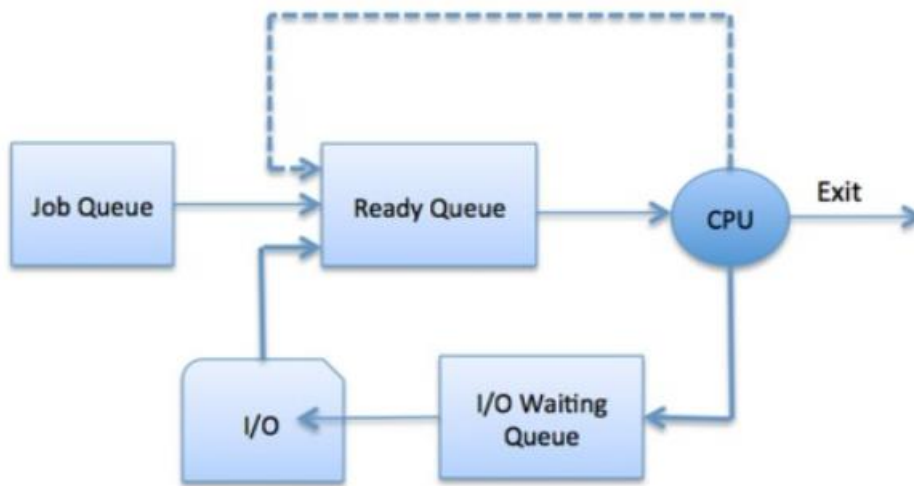 Job Queue
Ready Queue
CPU
Exit
I/O
I/O Waiting
Queue